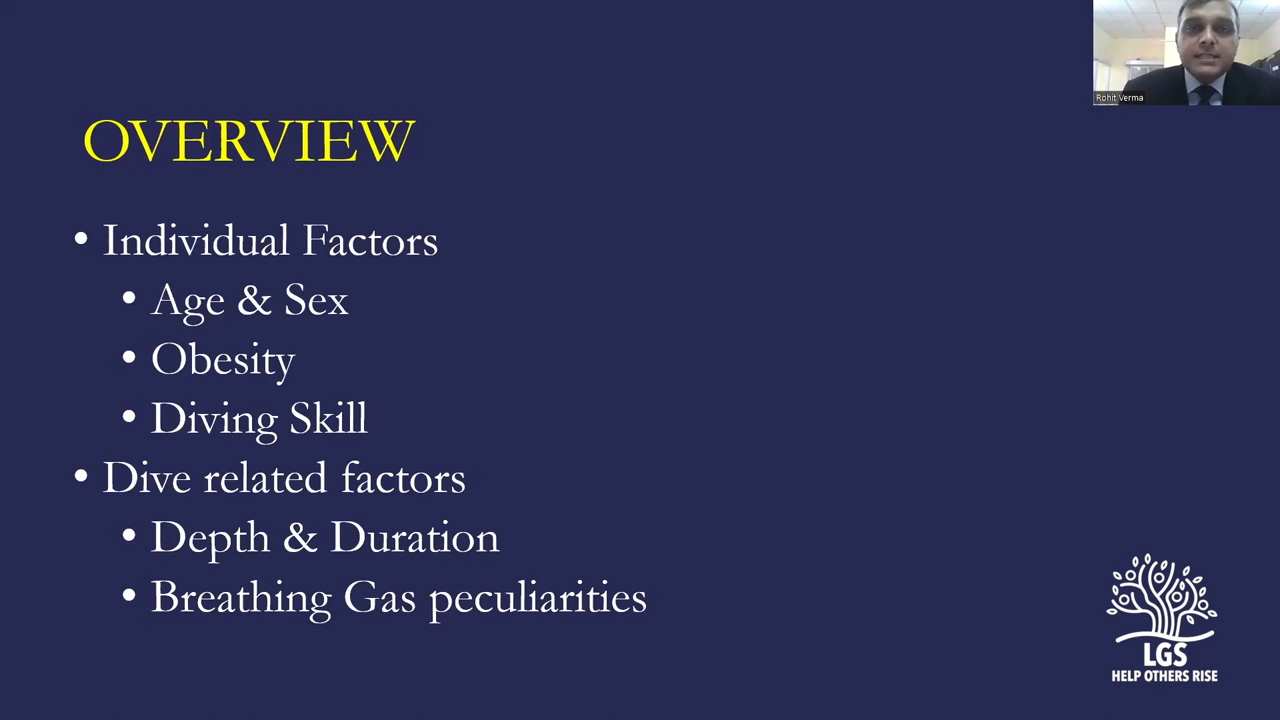 Rohit Verma
OVERVIEW
• Individual Factors
• Age & Sex
• Obesity
• Diving Skill
• Dive related factors
• Depth & Duration
• Breathing Gas peculiarities
LGS
HELP OTHERS RISE